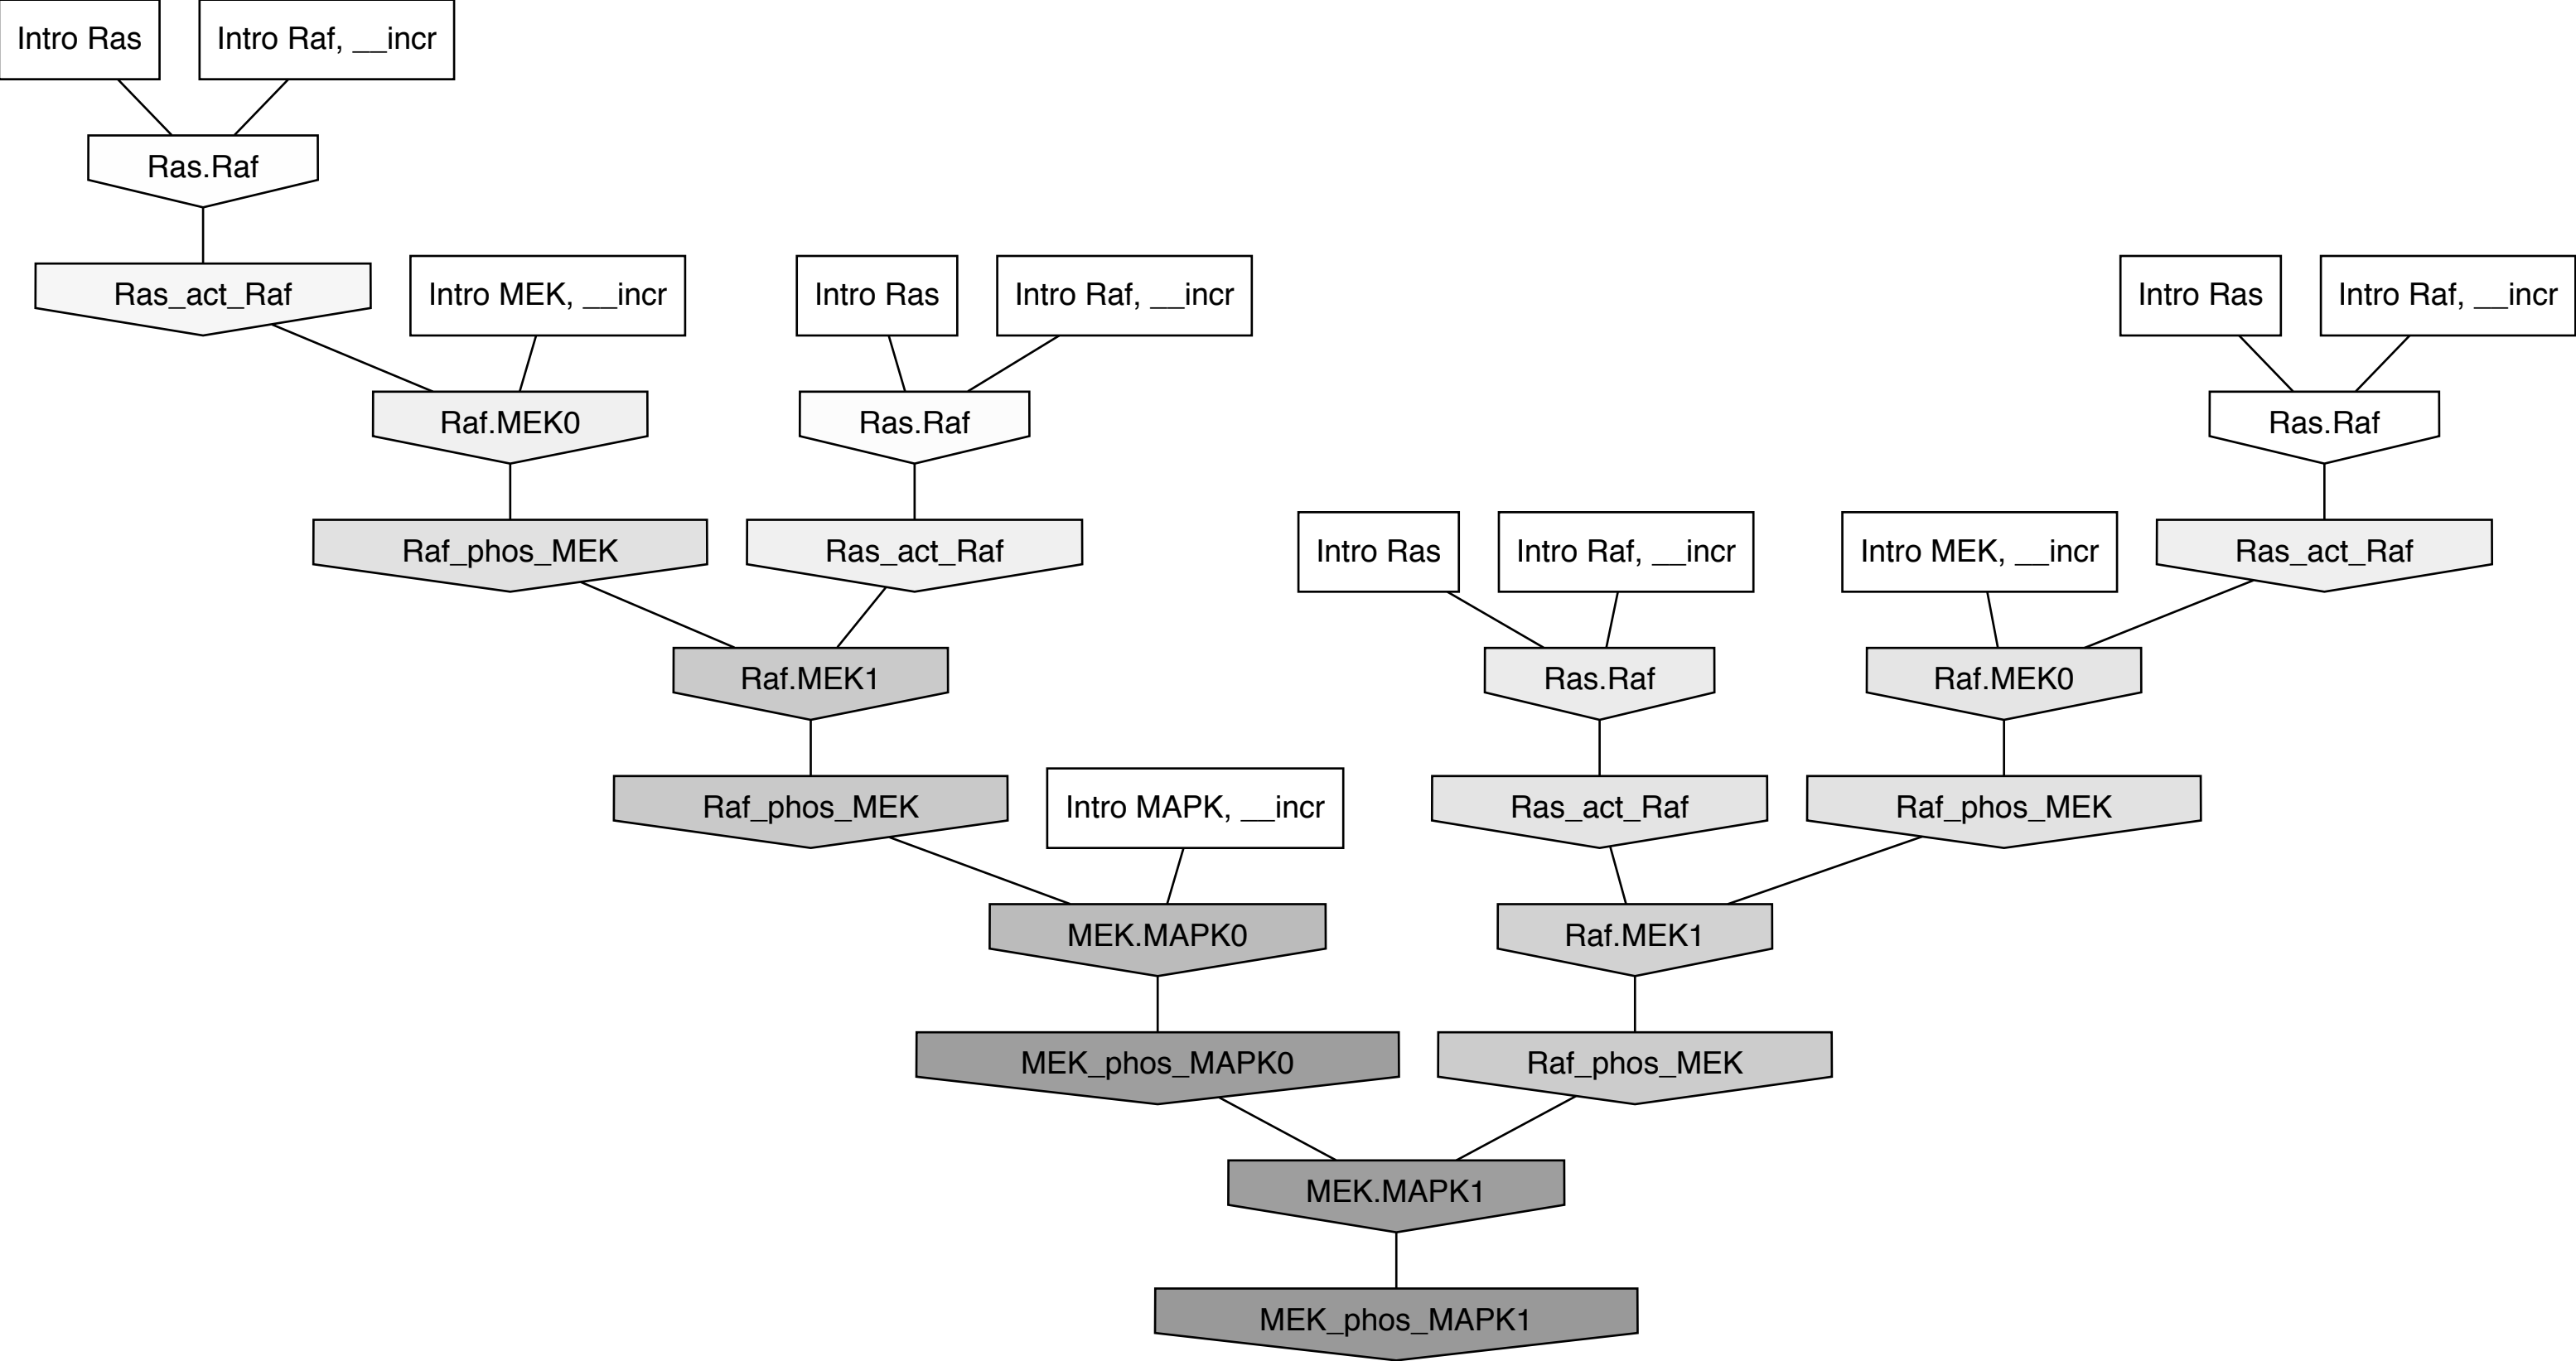 Intro Ras
Intro Raf, __incr
Ras.Raf
Ras_act_Raf
Intro MEK, __incr
Intro Ras
Intro Raf, __incr
Intro Ras
Intro Raf, __incr
Raf.MEK0
Ras.Raf
Ras.Raf
Raf_phos_MEK
Ras_act_Raf
Intro Ras
Intro Raf, __incr
Intro MEK, __incr
Ras_act_Raf
Raf.MEK1
Ras.Raf
Raf.MEK0
Raf_phos_MEK
Intro MAPK, __incr
Ras_act_Raf
Raf_phos_MEK
MEK.MAPK0
Raf.MEK1
MEK_phos_MAPK0
Raf_phos_MEK
MEK.MAPK1
MEK_phos_MAPK1